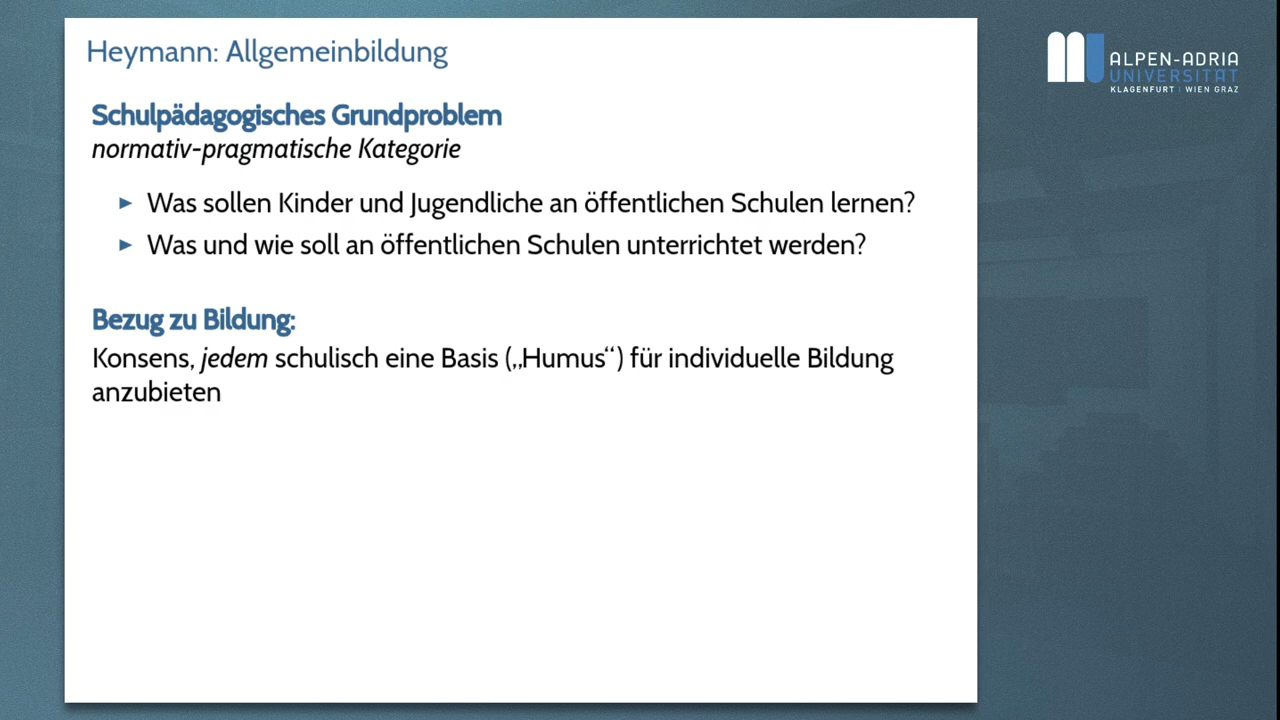 Heymann: Allgemeinbildung
Schulpädagogisches Grundproblem
normativ-pragmatische Kategorie
► Was sollen Kinder und Jugendliche an öffentlichen Schulen lernen?
► Was und wie soll an öffentlichen Schulen unterrichtet werden?
Bezug zu Bildung:
Konsens, jedem schulisch eine Basis („Humus“) für individuelle Bildung
anzubieten
ALPEN-ADRIA
UNIVERSITÄT
KLAGENFURT | WIEN GRAZ